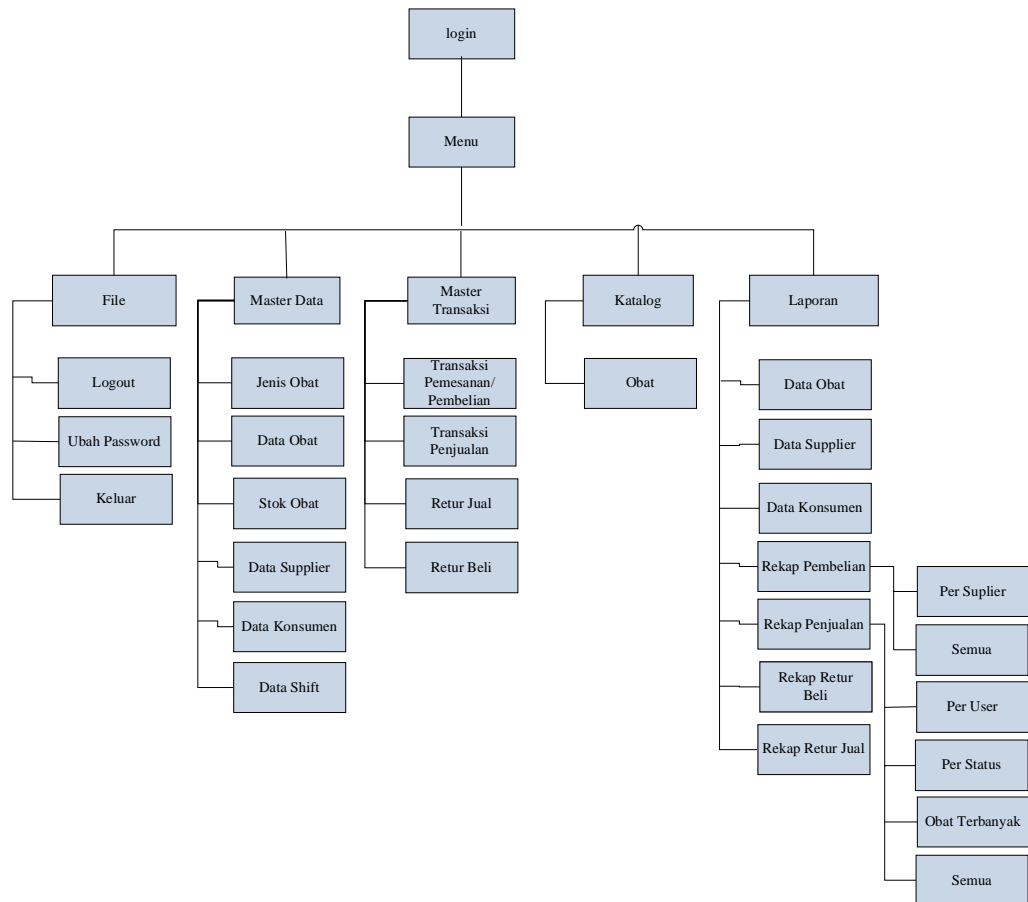 login
Menu
File
Master Data
Master
Transaksi
Katalog
Laporan
Logout
Ubah Password
Keluar
Jenis Obat
Data Obat
Stok Obat
Data Supplier
Data Konsumen
Data Shift
Transaksi
Pemesanan/
Pembelian
Transaksi
Penjualan
Retur Jual
Retur Beli
Obat
Data Obat
Data Supplier
Data Konsumen
Rekap Pembelian
Rekap Penjualan
Rekap Retur
Beli
Rekap Retur Jual
Per Suplier
Semua
Per User
Per Status
Obat Terbanyak
Semua